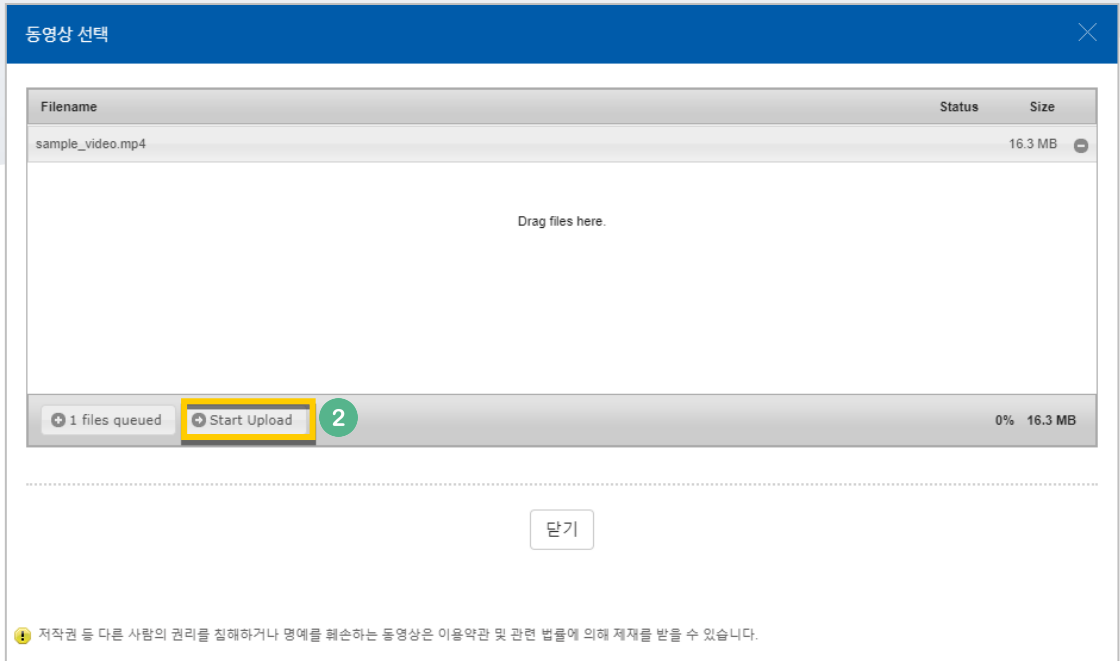 동영상 선택
Filename Status Size
sample_video.mp4 16.3 MB
Drag files here.
1 files queued Start Upload 2 0% 16.3 MB
닫기
저작권 등 다른 사람의 권리를 침해하거나 명예를 훼손하는 동영상은 이용약관 및 관련 법률에 의해 제재를 받을 수 있습니다.